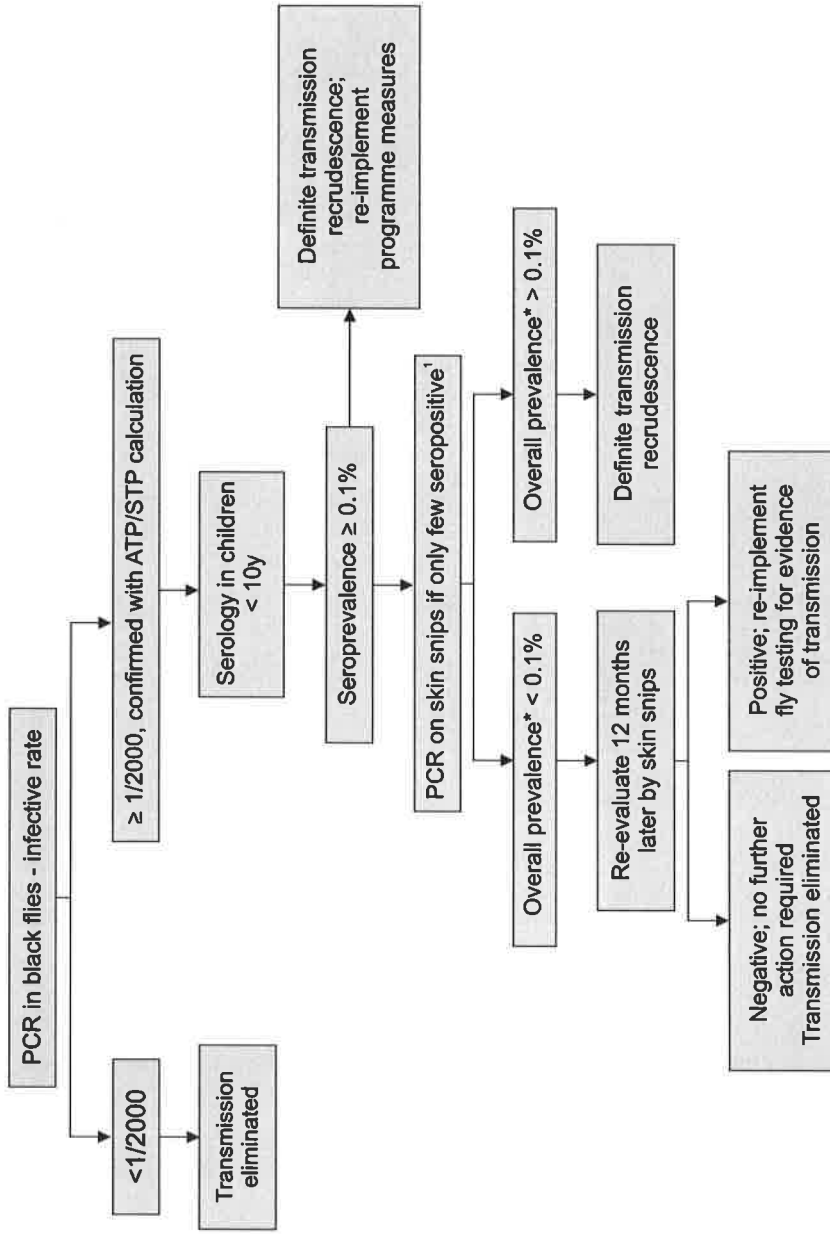 PCR in black flies - infective rate
<1/2000
≥ 1/2000, confirmed with ATP/STP calculation
Transmission
eliminated
Serology in children
< 10y
Seroprevalence ≥ 0.1%
Definite transmission
recrudescence;
re-implement
programme measures
PCR on skin snips if only few seropositive¹
Overall prevalence* < 0.1%
Overall prevalence* > 0.1%
Re-evaluate 12 months
later by skin snips
Definite transmission
recrudescence
Negative; no further
action required
Transmission eliminated
Positive; re-implement
fly testing for evidence
of transmission